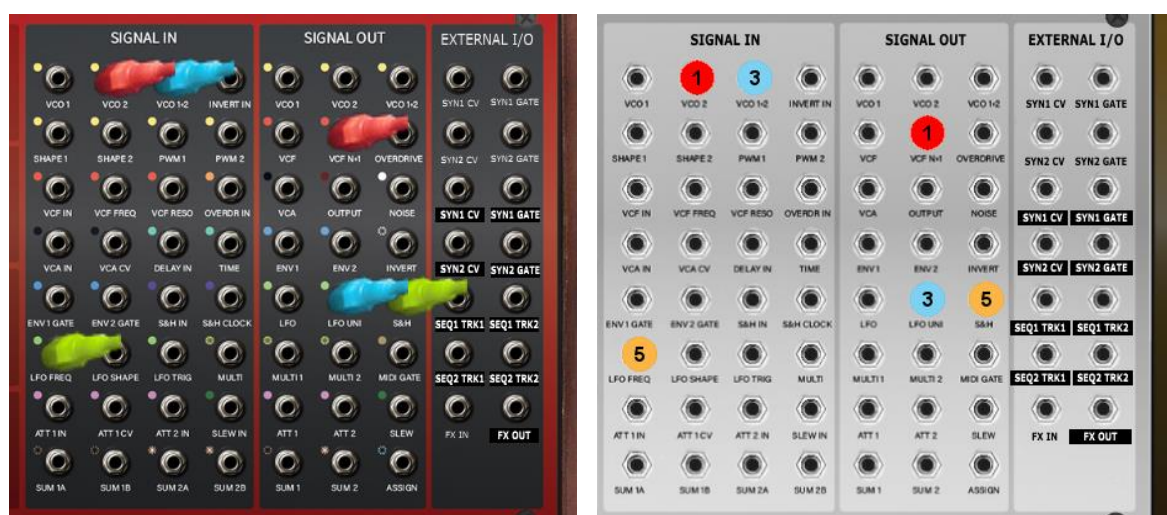 SIGNAL IN SIGNAL OUT EXTERNAL I/O
VCO 1 VCO 2 VCO 1+2 INVERT IN VCO 1 VCO 2 VCO 1+2 SYN1 CV SYN1 GATE
SHAPE 1 SHAPE 2 PWM 1 PWM 2 VCF VCF N+1 OVERDRIVE SYN2 CV SYN2 GATE
VCF IN VCF FREQ VCF RESO OVERDR IN VCA OUTPUT NOISE SYN1 CV SYN1 GATE
VCA IN VCA CV DELAY IN TIME ENV 1 ENV 2 INVERT SYN2 CV SYN2 GATE
ENV 1 GATE ENV 2 GATE S&H IN S&H CLOCK LFO LFO UNI S&H SEQ1 TRK1 SEQ1 TRK2
LFO FREQ LFO SHAPE LFO TRIG MULTI MULTI 1 MULTI 2 MIDI GATE SEQ2 TRK1 SEQ2 TRK2
ATT 1 IN ATT 1 CV ATT 2 IN SLEW IN ATT 1 ATT 2 SLEW FX IN FX OUT
SUM 1A SUM 1B SUM 2A SUM 2B SUM 1 SUM 2 ASSIGN
SIGNAL IN SIGNAL OUT EXTERNAL I/O
1 3
VCO 1 VCO 2 VCO 1+2 INVERT IN VCO 1 VCO 2 VCO 1+2 SYN1 CV SYN1 GATE
1
SHAPE 1 SHAPE 2 PWM 1 PWM 2 VCF VCF N+1 OVERDRIVE SYN2 CV SYN2 GATE
VCF IN VCF FREQ VCF RESO OVERDR IN VCA OUTPUT NOISE SYN1 CV SYN1 GATE
VCA IN VCA CV DELAY IN TIME ENV 1 ENV 2 INVERT SYN2 CV SYN2 GATE
3 5
ENV 1 GATE ENV 2 GATE S&H IN S&H CLOCK LFO LFO UNI S&H SEQ1 TRK1 SEQ1 TRK2
5
LFO FREQ LFO SHAPE LFO TRIG MULTI MULTI 1 MULTI 2 MIDI GATE SEQ2 TRK1 SEQ2 TRK2
ATT 1 IN ATT 1 CV ATT 2 IN SLEW IN ATT 1 ATT 2 SLEW FX IN FX OUT
SUM 1A SUM 1B SUM 2A SUM 2B SUM 1 SUM 2 ASSIGN